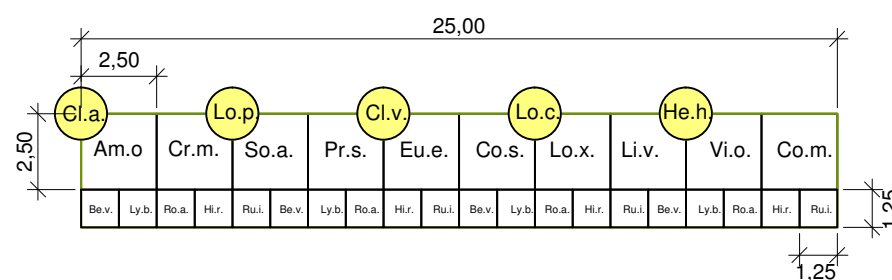 25,00
2,50
Cl.a. Lo.p. Cl.v. Lo.c. He.h.
2,50
Am.o Cr.m. So.a. Pr.s. Eu.e. Co.s. Lo.x. Li.v. Vi.o. Co.m.
Be.v. Ly.b. Ro.a. Hi.r. Ru.i. Be.v. Ly.b. Ro.a. Hi.r. Ru.i. Be.v. Ly.b. Ro.a. Hi.r. Ru.i. Be.v. Ly.b. Ro.a. Hi.r. Ru.i.
1,25
1,25